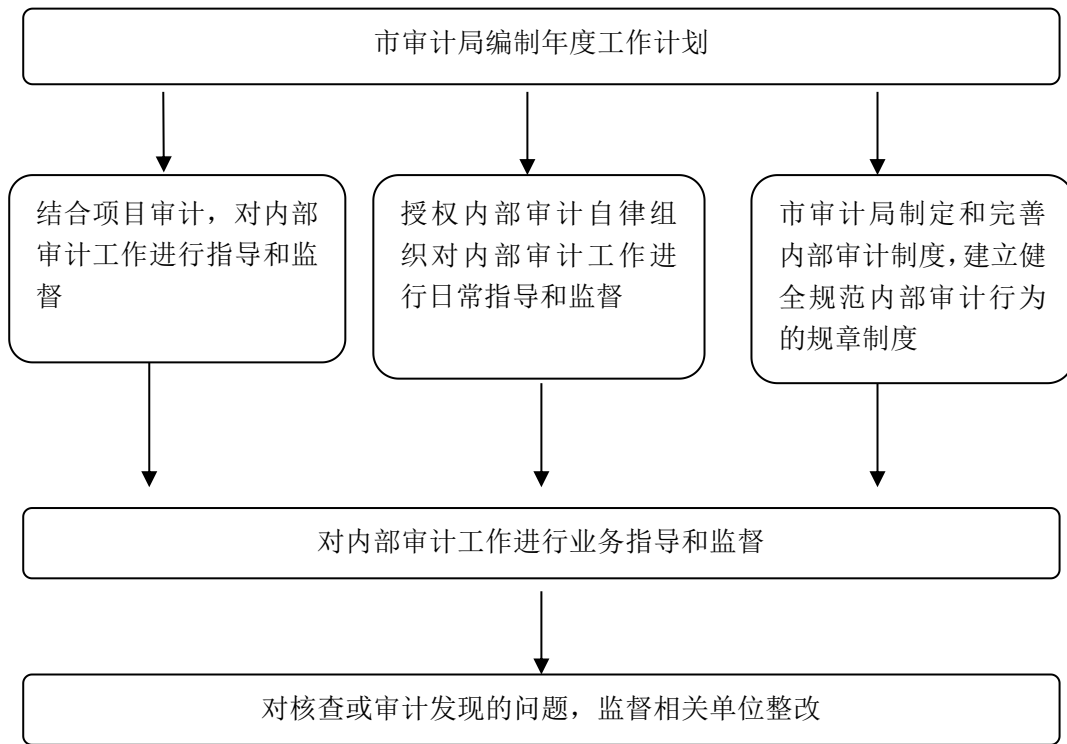 市审计局编制年度工作计划
结合项目审计，对内部
审计工作进行指导和监
督
授权内部审计自律组
织对内部审计工作进
行日常指导和监督
市审计局制定和完善
内部审计制度，建立健
全规范内部审计行为
的规章制度
对内部审计工作进行业务指导和监督
对核查或审计发现的问题，监督相关单位整改